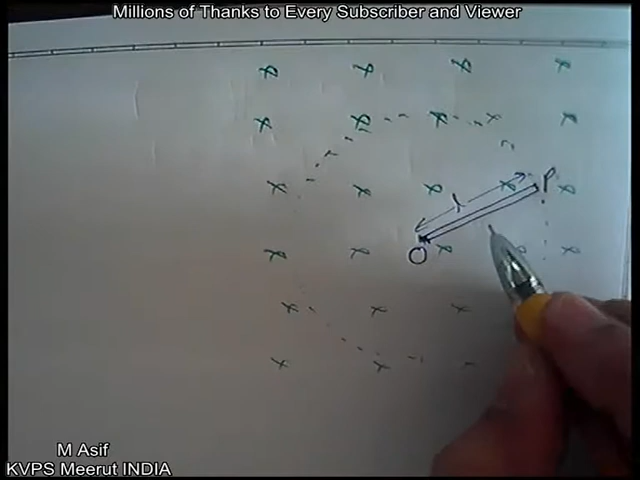 Millions of Thanks to Every Subscriber and Viewer
P
O
M Asif
KVPS Meerut INDIA